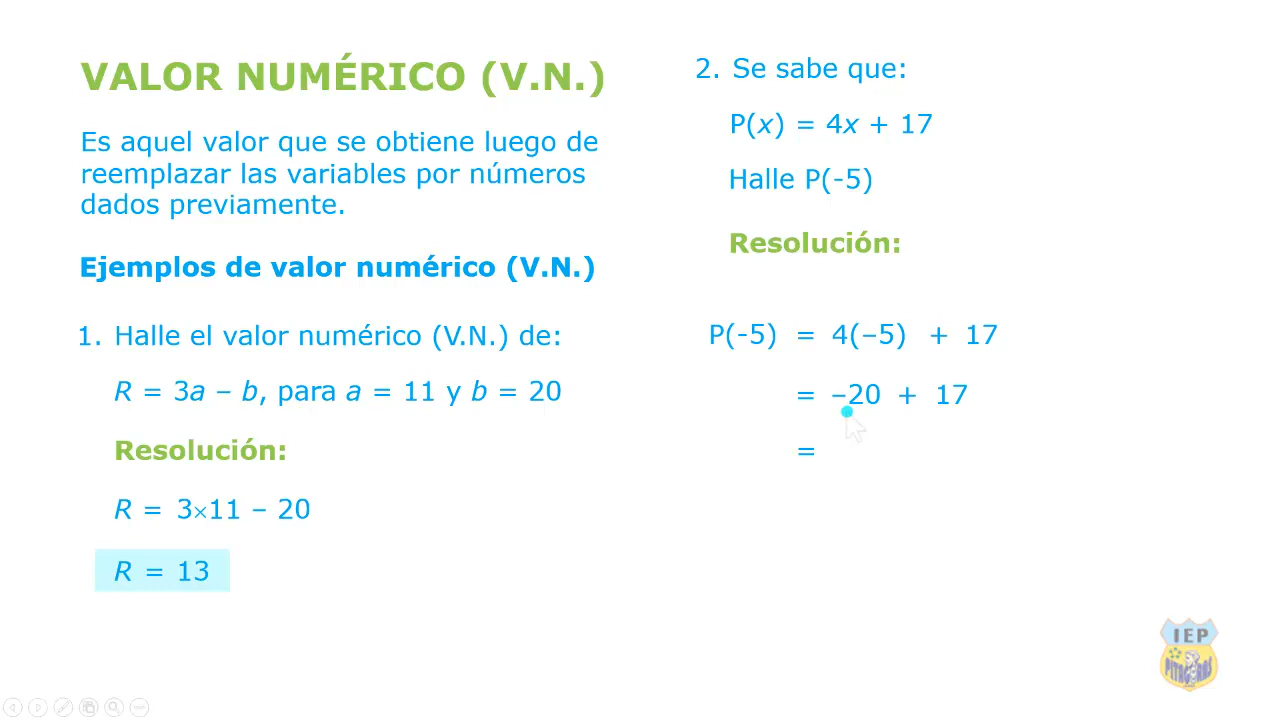 VALOR NUMÉRICO (V.N.)
Es aquel valor que se obtiene luego de
reemplazar las variables por números
dados previamente.
Ejemplos de valor numérico (V.N.)
1. Halle el valor numérico (V.N.) de:
R = 3a – b, para a = 11 y b = 20
Resolución:
R = 3×11 – 20
R = 13
2. Se sabe que:
P(x) = 4x + 17
Halle P(-5)
Resolución:
P(-5) = 4(–5) + 17
= –20 + 17
=
IEP
PITAGORAS